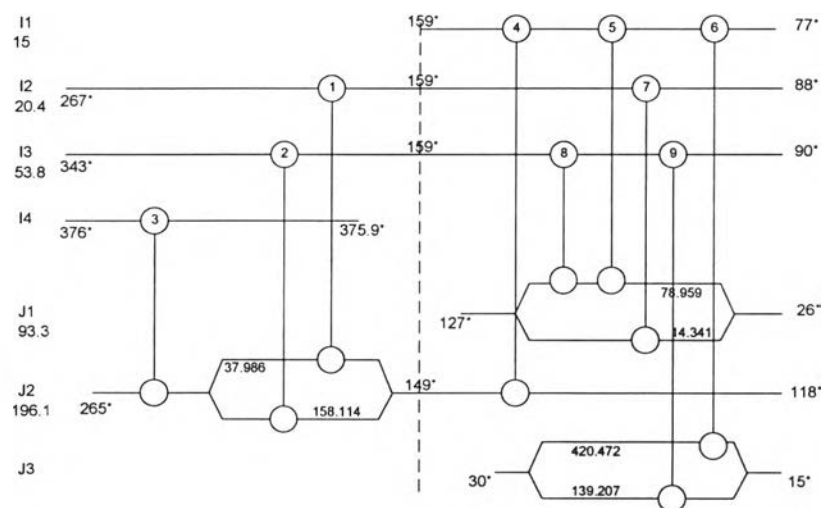 I1 159° 4 5 6 77°
15
I2 267° 1 159° 7 88°
20.4
I3 343° 2 159° 8 9 90°
53.8
I4 376° 3 375.9°
J1 127° 78.959 26°
93.3 14.341
J2 265° 37.986 149° 118°
196.1 158.114
J3 30° 420.472 15°
139.207